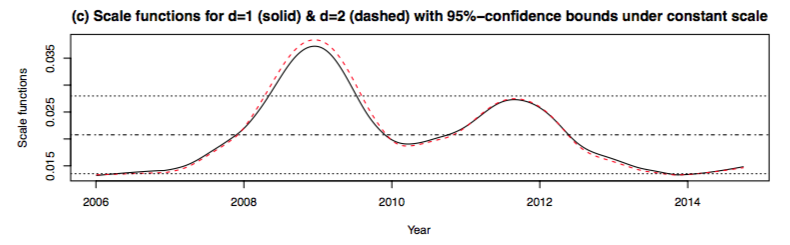 (c) Scale functions for d=1 (solid) & d=2 (dashed) with 95%−confidence bounds under constant scale
Scale functions
0.035
0.025
0.015
2006 2008 2010 2012 2014
Year